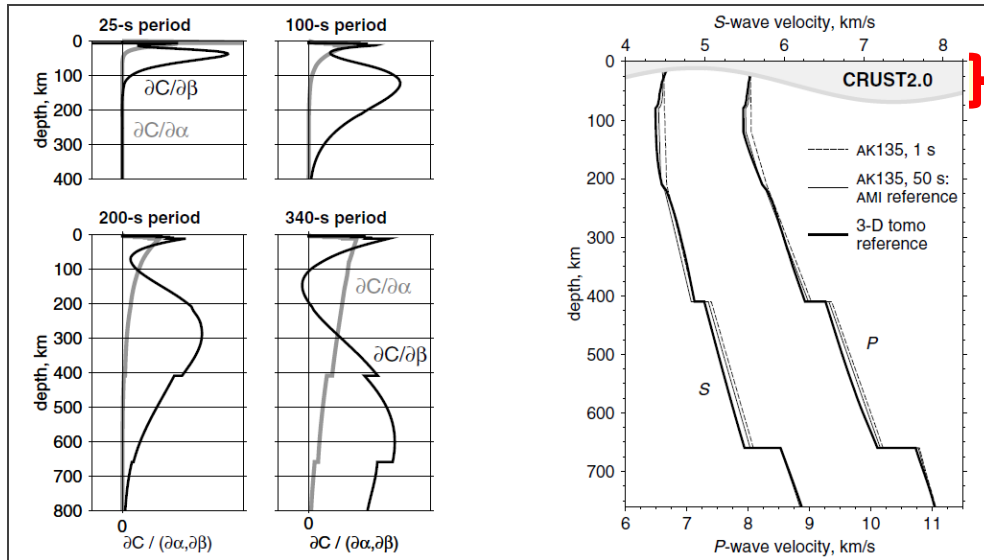 25-s period
100-s period
0
100
200
300
400
depth, km
∂C/∂β
∂C/∂α
200-s period
340-s period
0
100
200
300
400
500
600
700
800
depth, km
∂C/∂α
∂C/∂β
0
0
∂C / (∂α,∂β)
∂C / (∂α,∂β)
S-wave velocity, km/s
4
5
6
7
8
0
100
200
300
400
500
600
700
depth, km
CRUST2.0
AK135, 1 s
AK135, 50 s:
AMI reference
3-D tomo
reference
P
S
6
7
8
9
10
11
P-wave velocity, km/s